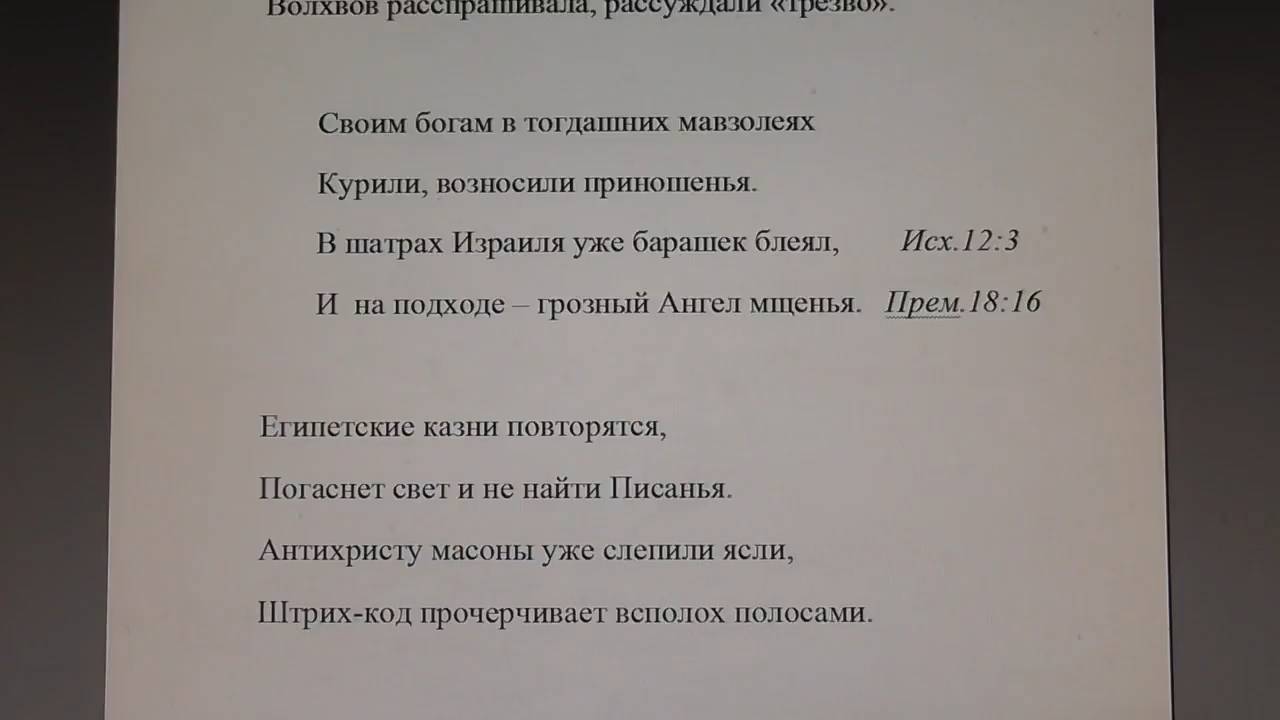 Волхвов расспрашивала, рассуждали «трезво».
Своим богам в тогдашних мавзолеях
Курили, возносили приношенья.
В шатрах Израиля уже барашек блеял, Исх.12:3
И на подходе – грозный Ангел мщенья. Прем.18:16
Египетские казни повторятся,
Погаснет свет и не найти Писанья.
Антихристу масоны уже слепили ясли,
Штрих-код прочерчивает всполох полосами.